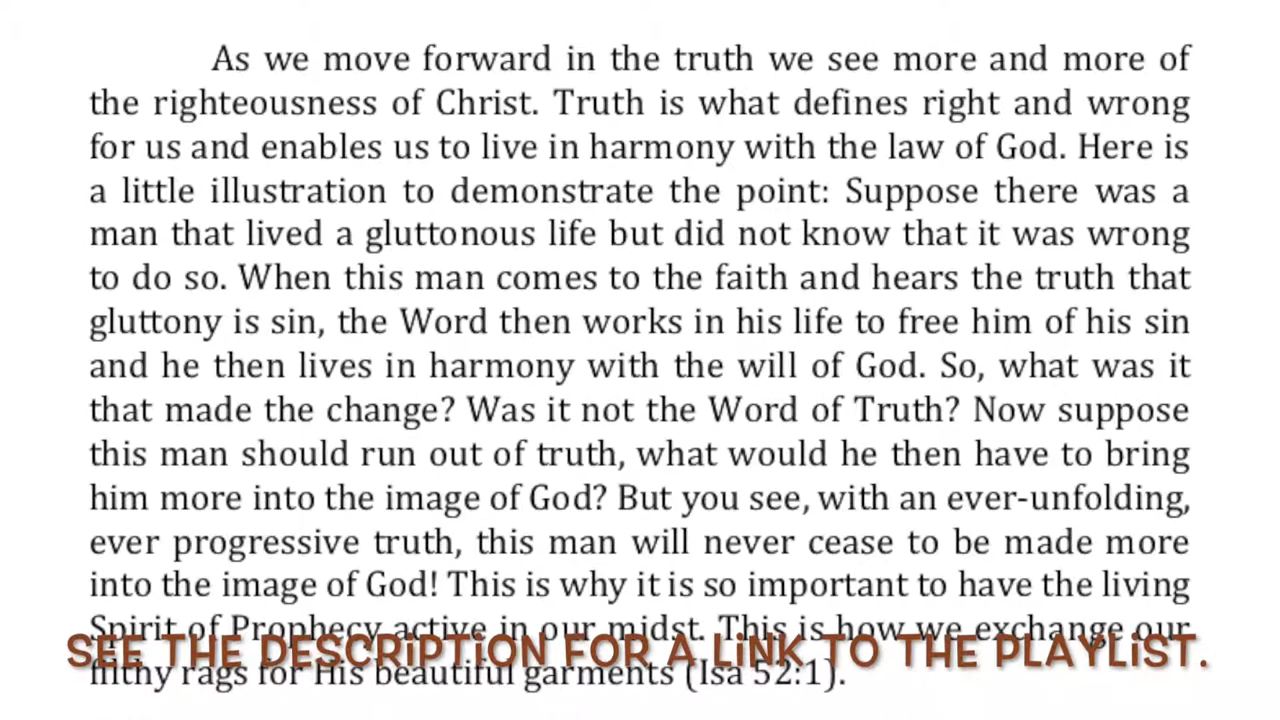 As we move forward in the truth we see more and more of
the righteousness of Christ. Truth is what defines right and wrong
for us and enables us to live in harmony with the law of God. Here is
a little illustration to demonstrate the point: Suppose there was a
man that lived a gluttonous life but did not know that it was wrong
to do so. When this man comes to the faith and hears the truth that
gluttony is sin, the Word then works in his life to free him of his sin
and he then lives in harmony with the will of God. So, what was it
that made the change? Was it not the Word of Truth? Now suppose
this man should run out of truth, what would he then have to bring
him more into the image of God? But you see, with an ever-unfolding,
ever progressive truth, this man will never cease to be made more
into the image of God! This is why it is so important to have the living
Spirit of Prophecy active in our midst. This is how we exchange our
SEE THE DESCRIPTION FOR A LINK TO THE PLAYLIST.
filthy rags for His beautiful garments (Isa 52:1).